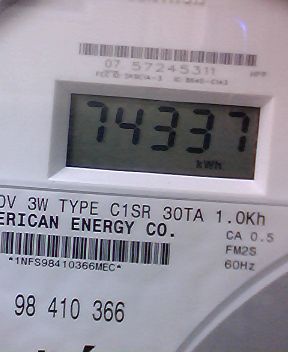 07 57245311
74337
kWh
0V 3W TYPE C1SR 30TA 1.0Kh
ERICAN ENERGY CO.
CA 0.5
FM2S
*1NFS98410366MEC*
60Hz
98 410 366